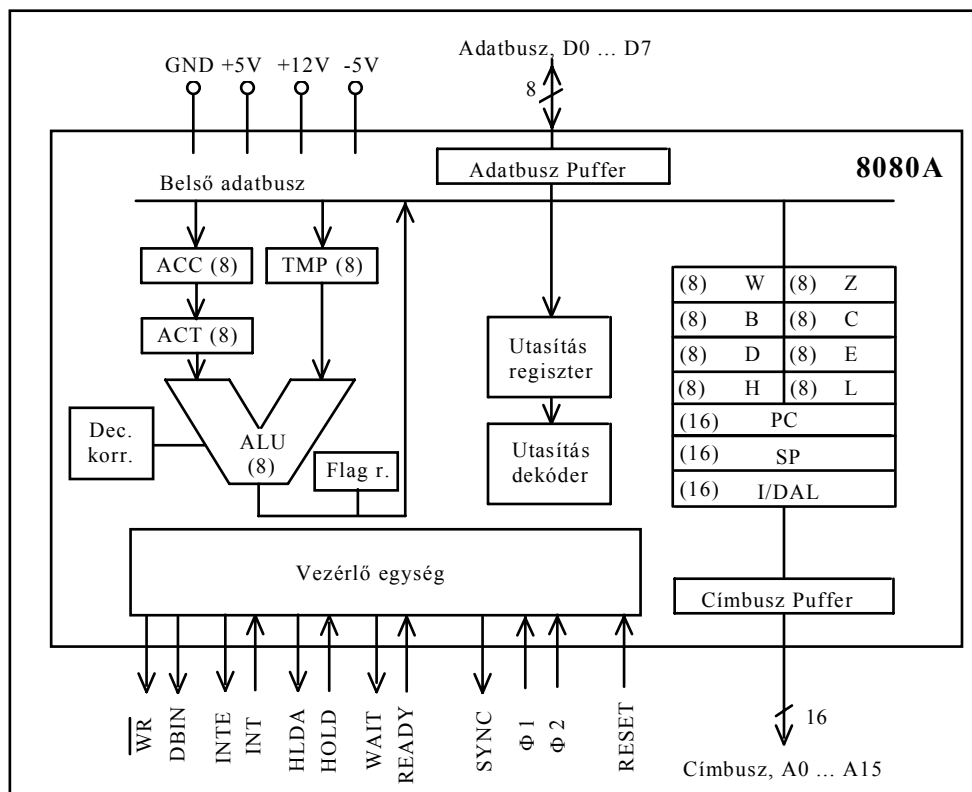 GND +5V +12V -5V
Adatbusz, D0 ... D7
8
8080A
Adatbusz Puffer
Belső adatbusz
ACC (8)
TMP (8)
ACT (8)
Dec.
korr.
ALU
(8)
Flag r.
Utasítás
regiszter
Utasítás
dekóder
(8) W (8) Z
(8) B (8) C
(8) D (8) E
(8) H (8) L
(16) PC
(16) SP
(16) I/DAL
Vezérlő egység
Címbusz Puffer
W̅R̅
DBIN
INTE
INT
HLDA
HOLD
WAIT
READY
SYNC
Φ1
Φ2
RESET
16
Címbusz, A0 ... A15